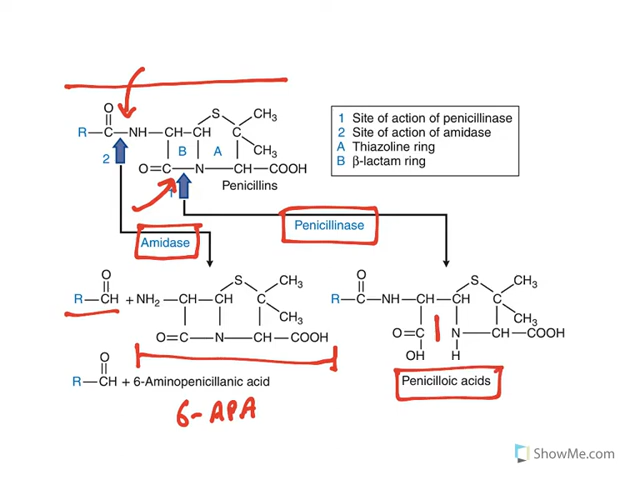 O
R—C—NH—CH—CH
S
C
CH3
CH3
B
A
O=C—N—CH—COOH
Penicillins
2
1
1 Site of action of penicillinase
2 Site of action of amidase
A Thiazoline ring
B β-lactam ring
Amidase
Penicillinase
O
R—CH + NH2—CH—CH
S
C
CH3
CH3
O=C—N—CH—COOH
O
R—CH + 6-Aminopenicillanic acid
6-APA
O
R—C—NH—CH—CH
S
C
CH3
CH3
O=C
N—CH—COOH
OH
H
Penicilloic acids
ShowMe.com